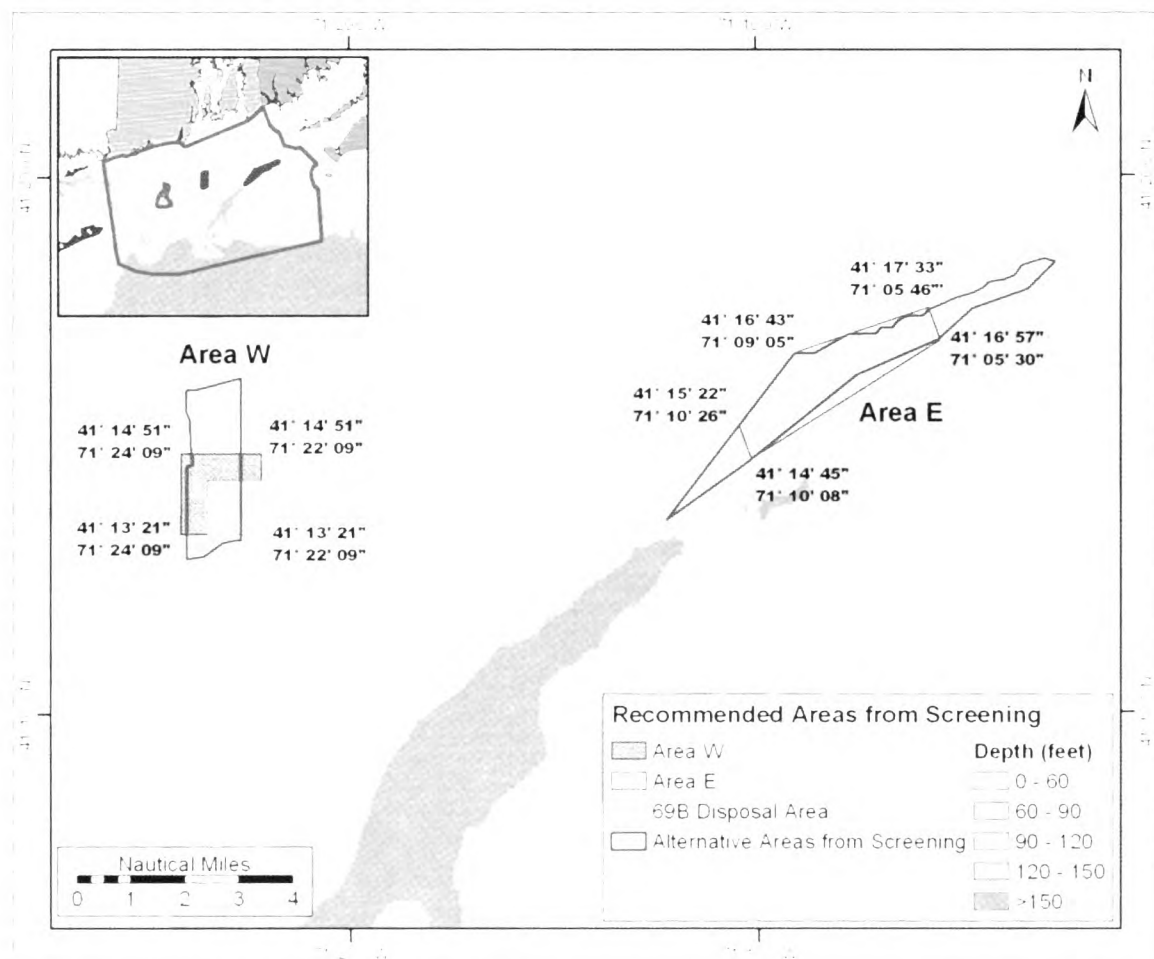 N
Area W
41° 14' 51"
71° 24' 09"
41° 14' 51"
71° 22' 09"
41° 13' 21"
71° 24' 09"
41° 13' 21"
71° 22' 09"
41° 17' 33"
71° 05 46"'
41° 16' 43"
71° 09' 05"
41° 16' 57"
71° 05' 30"
41° 15' 22"
71° 10' 26"
Area E
41° 14' 45"
71° 10' 08"
Recommended Areas from Screening
Area W
Area E
69B Disposal Area
Alternative Areas from Screening
Depth (feet)
0 - 60
60 - 90
90 - 120
120 - 150
>150
Nautical Miles
0 1 2 3 4